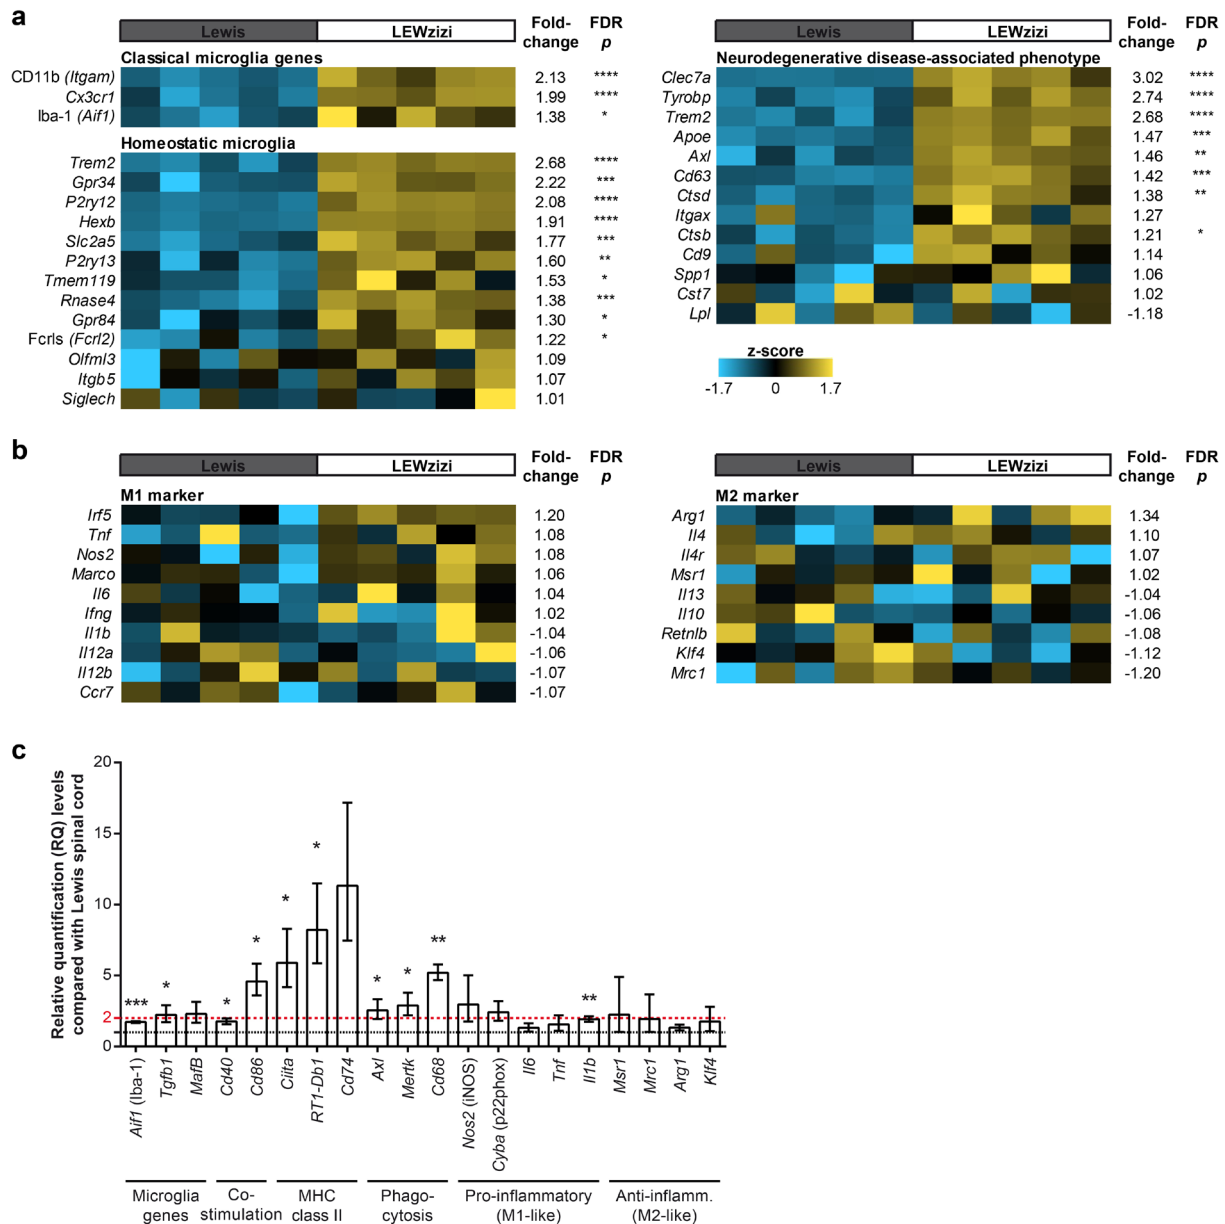 a
Lewis
LEWzizi
Fold-
change
FDR
p
Classical microglia genes
CD11b (Itgam) 2.13 ****
Cx3cr1 1.99 ****
Iba-1 (Aif1) 1.38 *
Homeostatic microglia
Trem2 2.68 ****
Gpr34 2.22 ***
P2ry12 2.08 ****
Hexb 1.91 ****
Slc2a5 1.77 ***
P2ry13 1.60 **
Tmem119 1.53 *
Rnase4 1.38 ***
Gpr84 1.30 *
Fcrls (Fcrl2) 1.22 *
Olfml3 1.09
Itgb5 1.07
Siglech 1.01
Lewis
LEWzizi
Fold-
change
FDR
p
Neurodegenerative disease-associated phenotype
Clec7a 3.02 ****
Tyrobp 2.74 ****
Trem2 2.68 ****
Apoe 1.47 ***
Axl 1.46 **
Cd63 1.42 ***
Ctsd 1.38 **
Itgax 1.27
Ctsb 1.21 *
Cd9 1.14
Spp1 1.06
Cst7 1.02
Lpl -1.18
z-score
-1.7 0 1.7
b
Lewis
LEWzizi
Fold-
change
FDR
p
M1 marker
Irf5 1.20
Tnf 1.08
Nos2 1.08
Marco 1.06
Il6 1.04
Ifng 1.02
Il1b -1.04
Il12a -1.06
Il12b -1.07
Ccr7 -1.07
Lewis
LEWzizi
Fold-
change
FDR
p
M2 marker
Arg1 1.34
Il4 1.10
Il4r 1.07
Msr1 1.02
Il13 -1.04
Il10 -1.06
Retnlb -1.08
Klf4 -1.12
Mrc1 -1.20
c
Relative quantification (RQ) levels
compared with Lewis spinal cord
20
15
10
5
2
0
*** * * * * * * * ** **
Aif1 (Iba-1)
Tgfb1
MafB
Cd40
Cd86
Ciita
RT1-Db1
Cd74
Axl
Mertk
Cd68
Nos2 (iNOS)
Cyba (p22phox)
Il6
Tnf
Il1b
Msr1
Mrc1
Arg1
Klf4
Microglia
genes
Co-
stimulation
MHC
class II
Phago-
cytosis
Pro-inflammatory
(M1-like)
Anti-inflamm.
(M2-like)